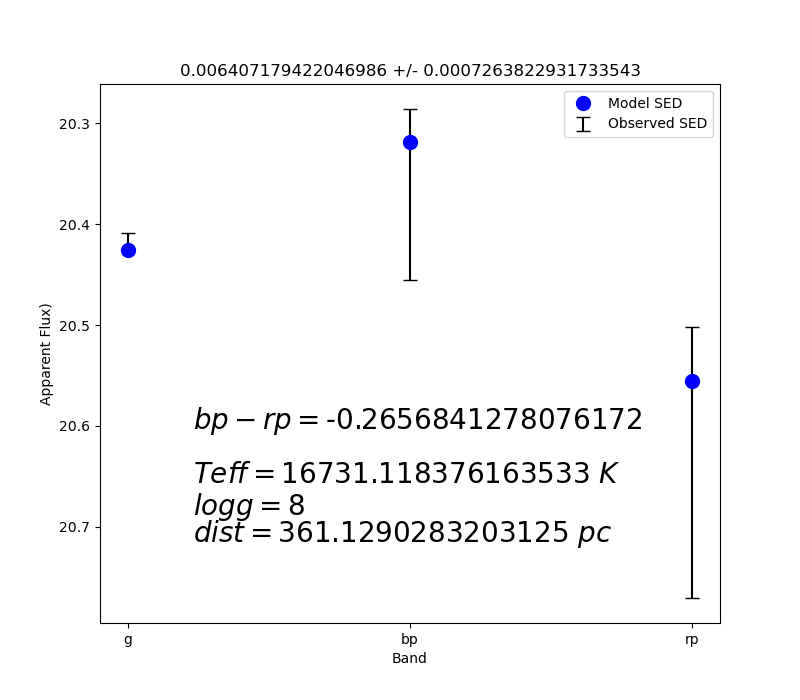 0.006407179422046986 +/- 0.0007263822931733543
Model SED
Observed SED
20.3
20.4
20.5
20.6
20.7
Apparent Flux)
bp − rp = -0.2656841278076172
Teff = 16731.118376163533 K
logg = 8
dist = 361.1290283203125 pc
g
bp
rp
Band